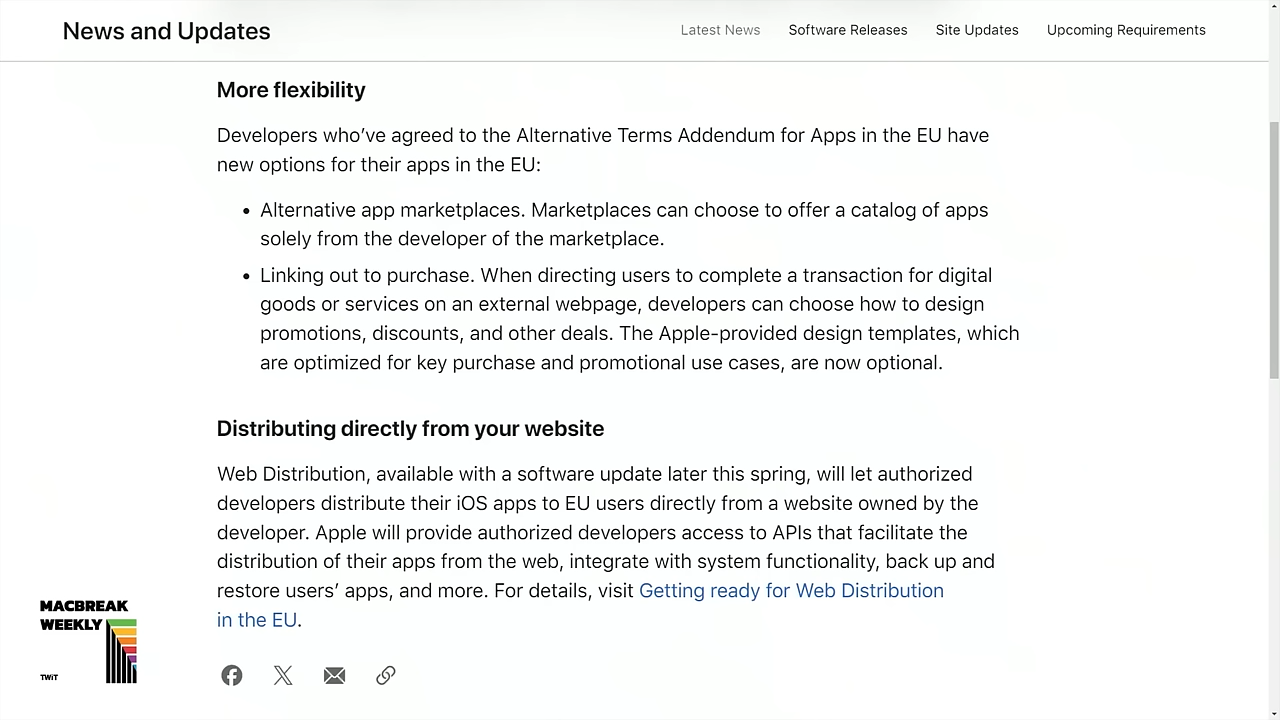 News and Updates
Latest News
Software Releases
Site Updates
Upcoming Requirements
More flexibility
Developers who’ve agreed to the Alternative Terms Addendum for Apps in the EU have
new options for their apps in the EU:
• Alternative app marketplaces. Marketplaces can choose to offer a catalog of apps
solely from the developer of the marketplace.
• Linking out to purchase. When directing users to complete a transaction for digital
goods or services on an external webpage, developers can choose how to design
promotions, discounts, and other deals. The Apple-provided design templates, which
are optimized for key purchase and promotional use cases, are now optional.
Distributing directly from your website
Web Distribution, available with a software update later this spring, will let authorized
developers distribute their iOS apps to EU users directly from a website owned by the
developer. Apple will provide authorized developers access to APIs that facilitate the
distribution of their apps from the web, integrate with system functionality, back up and
restore users’ apps, and more. For details, visit Getting ready for Web Distribution
in the EU.
MACBREAK
WEEKLY
TWiT